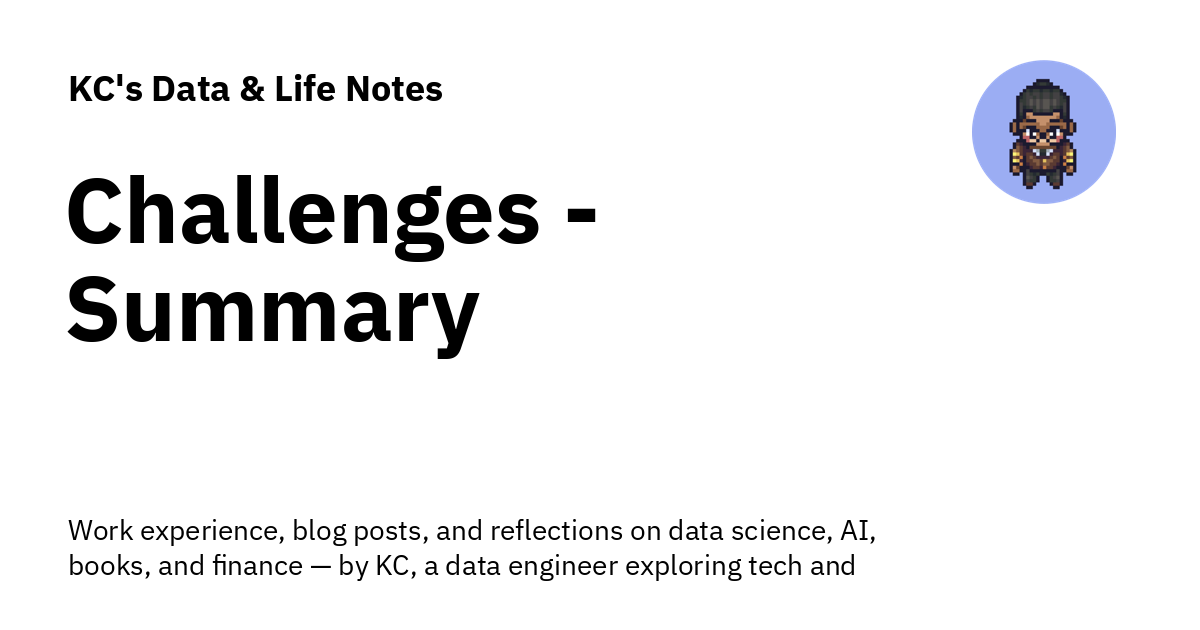 KC's Data & Life Notes
Challenges -
Summary
Work experience, blog posts, and reflections on data science, AI,
books, and finance — by KC, a data engineer exploring tech and